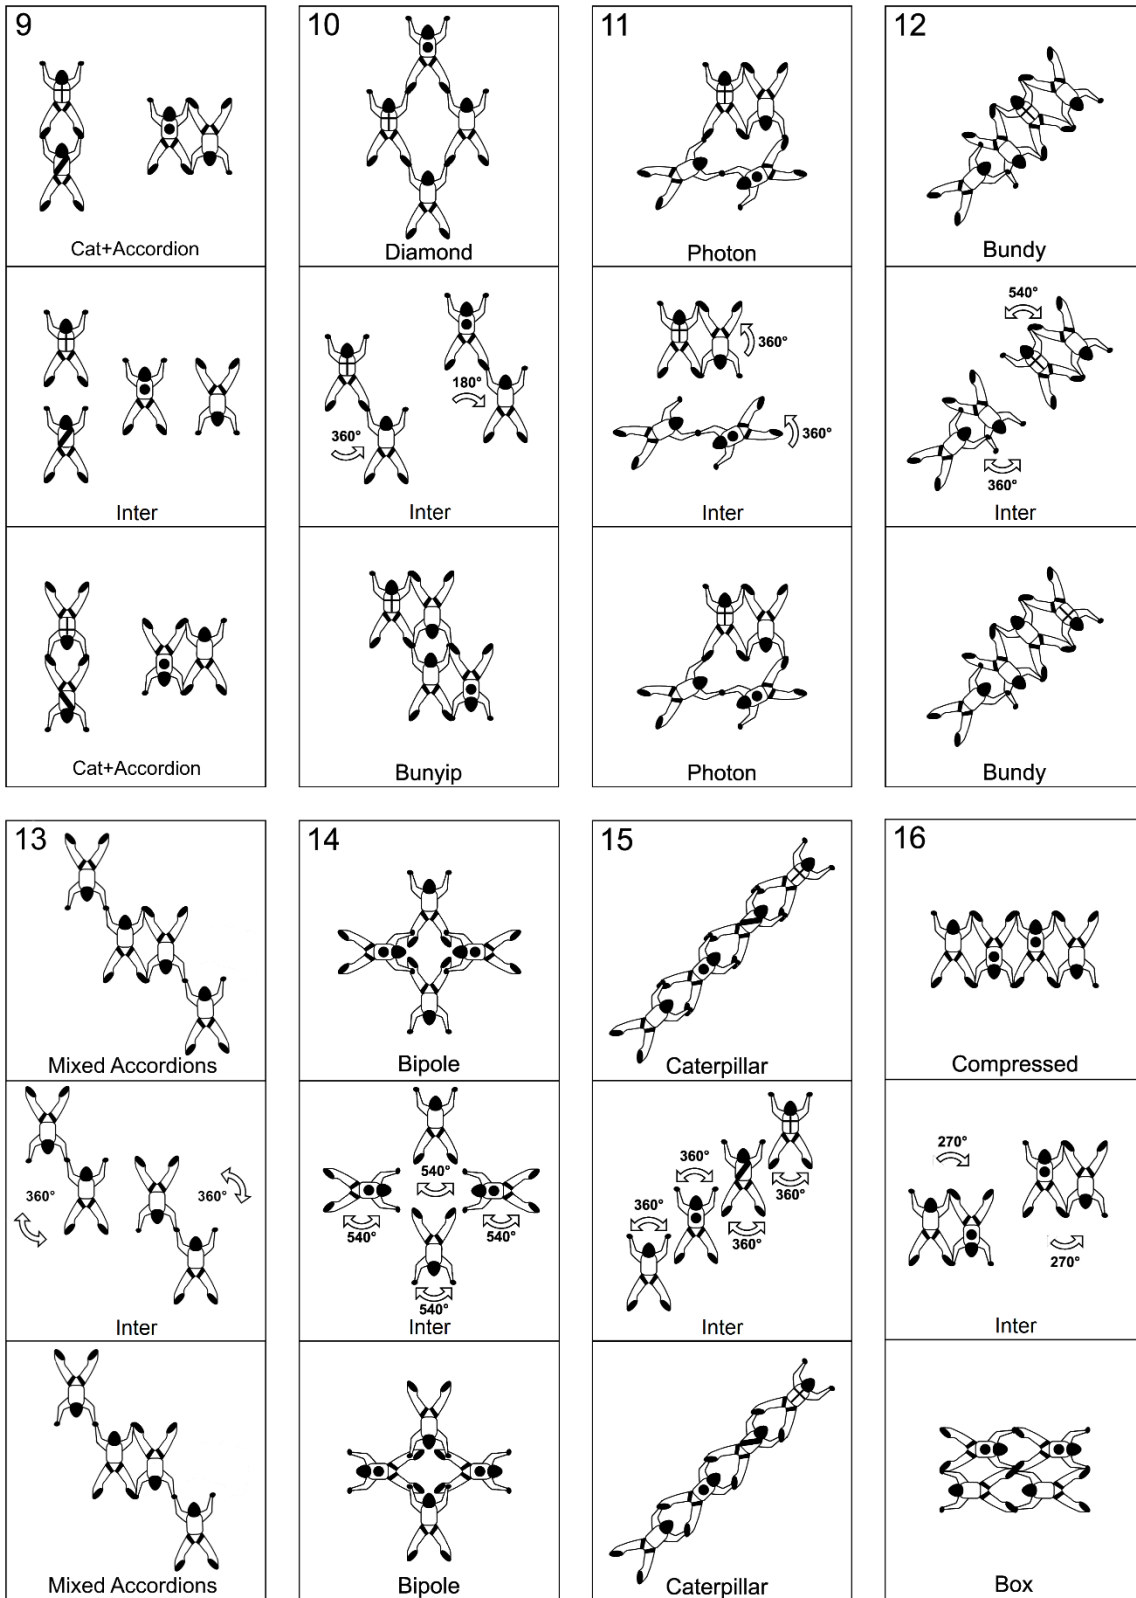 9
Cat+Accordion
Inter
Cat+Accordion
10
Diamond
180°
360°
Inter
Bunyip
11
Photon
360°
360°
Inter
Photon
12
Bundy
540°
360°
Inter
Bundy
13
Mixed Accordions
360°
360°
Inter
Mixed Accordions
14
Bipole
540°
540°
540°
540°
Inter
Bipole
15
Caterpillar
360°
360°
360°
360°
Inter
Caterpillar
16
Compressed
270°
270°
Inter
Box